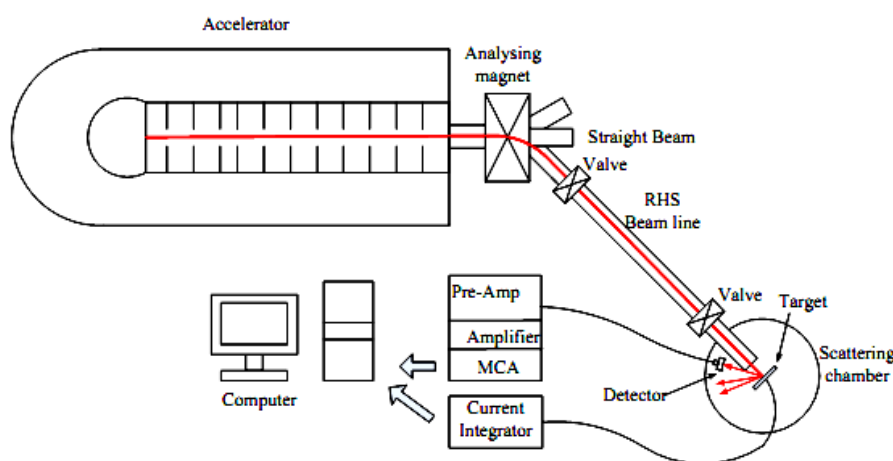 Accelerator
Analysing
magnet
Straight Beam
Valve
RHS
Beam line
Valve
Target
Pre-Amp
Amplifier
MCA
Scattering
chamber
Detector
Computer
Current
Integrator